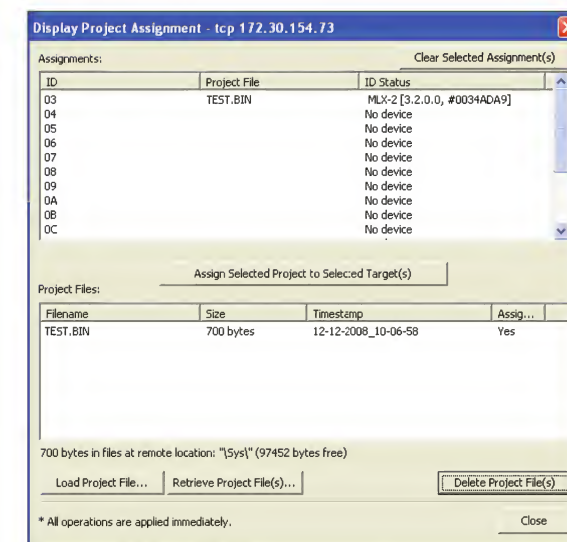 Display Project Assignment - tcp 172.30.154.73
Assignments:
Clear Selected Assignment(s)
ID Project File ID Status
03 TEST.BIN MLX-2 [3.2.0.0, #0034ADA9]
04 No device
05 No device
06 No device
07 No device
08 No device
09 No device
0A No device
0B No device
0C No device
Assign Selected Project to Selected Target(s)
Project Files:
Filename Size Timestamp Assig...
TEST.BIN 700 bytes 12-12-2008_10-06-58 Yes
700 bytes in files at remote location: "\Sys\" (97452 bytes free)
Load Project File... Retrieve Project File(s)... Delete Project File(s)
* All operations are applied immediately. Close